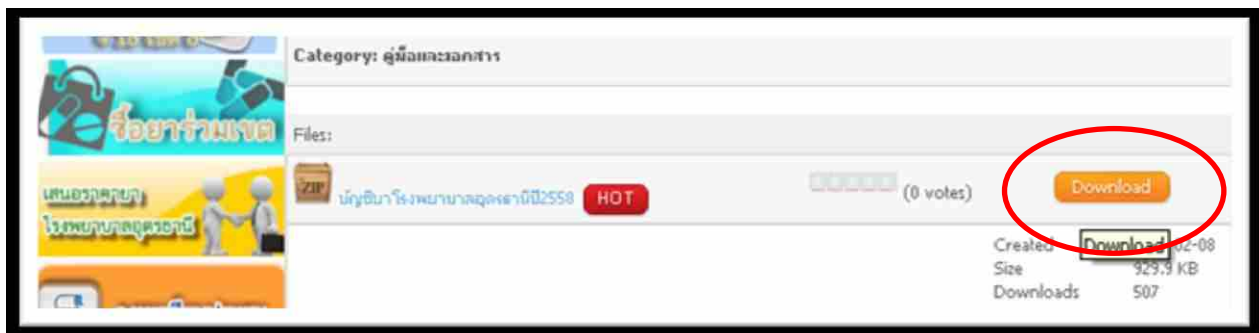 Category: คู่มือและเอกสาร
ซื้อยาร่วมเขต
Files:
เสนอราคายา
โรงพยาบาลอุดรธานี
ZIP
บัญชียาโรงพยาบาลอุดรธานีปี2558 HOT
(0 votes)
Download
Created
Download
02-08
Size 929.9 KB
Downloads 507